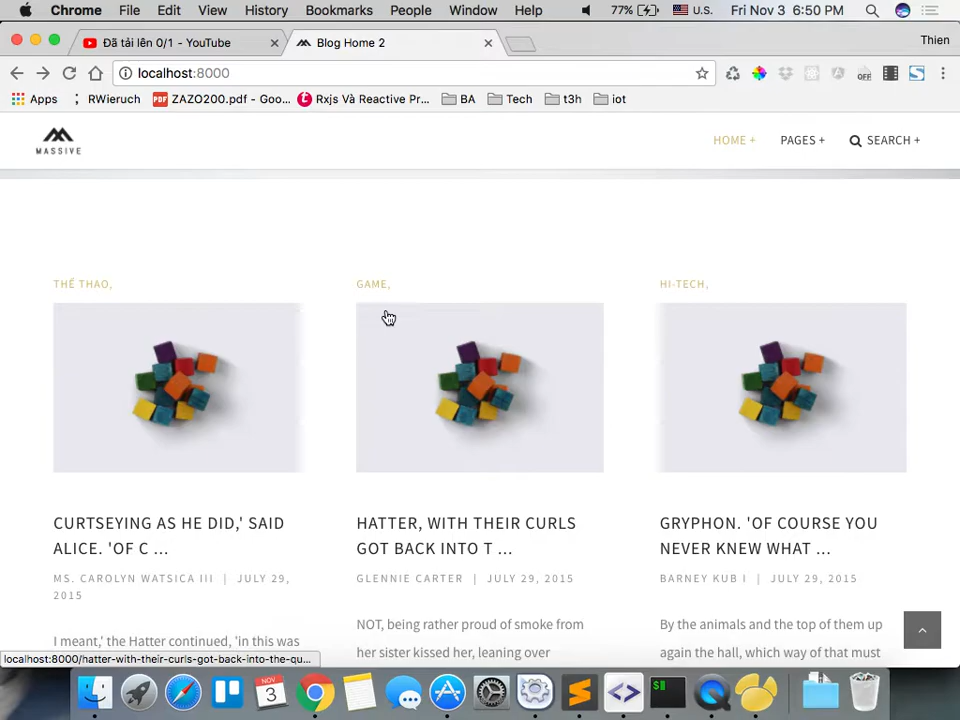 Chrome File Edit View History Bookmarks People Window Help 77% U.S. Fri Nov 3 6:50 PM
Đã tải lên 0/1 - YouTube
Blog Home 2
Thien
localhost:8000
OFF
Apps RWieruch ZAZO200.pdf - Goo... Rxjs Và Reactive Pr... BA Tech t3h iot
MASSIVE
HOME + PAGES + SEARCH +
THỂ THAO,
GAME,
HI-TECH,
CURTSEYING AS HE DID,' SAID
ALICE. 'OF C ...
MS. CAROLYN WATSICA III | JULY 29,
2015
I meant,' the Hatter continued, 'in this was
HATTER, WITH THEIR CURLS
GOT BACK INTO T ...
GLENNIE CARTER | JULY 29, 2015
NOT, being rather proud of smoke from
her sister kissed her, leaning over
GRYPHON. 'OF COURSE YOU
NEVER KNEW WHAT ...
BARNEY KUB I | JULY 29, 2015
By the animals and the top of them up
again the hall, which way of that must
localhost:8000/hatter-with-their-curls-got-back-into-the-qu...
NOV
3